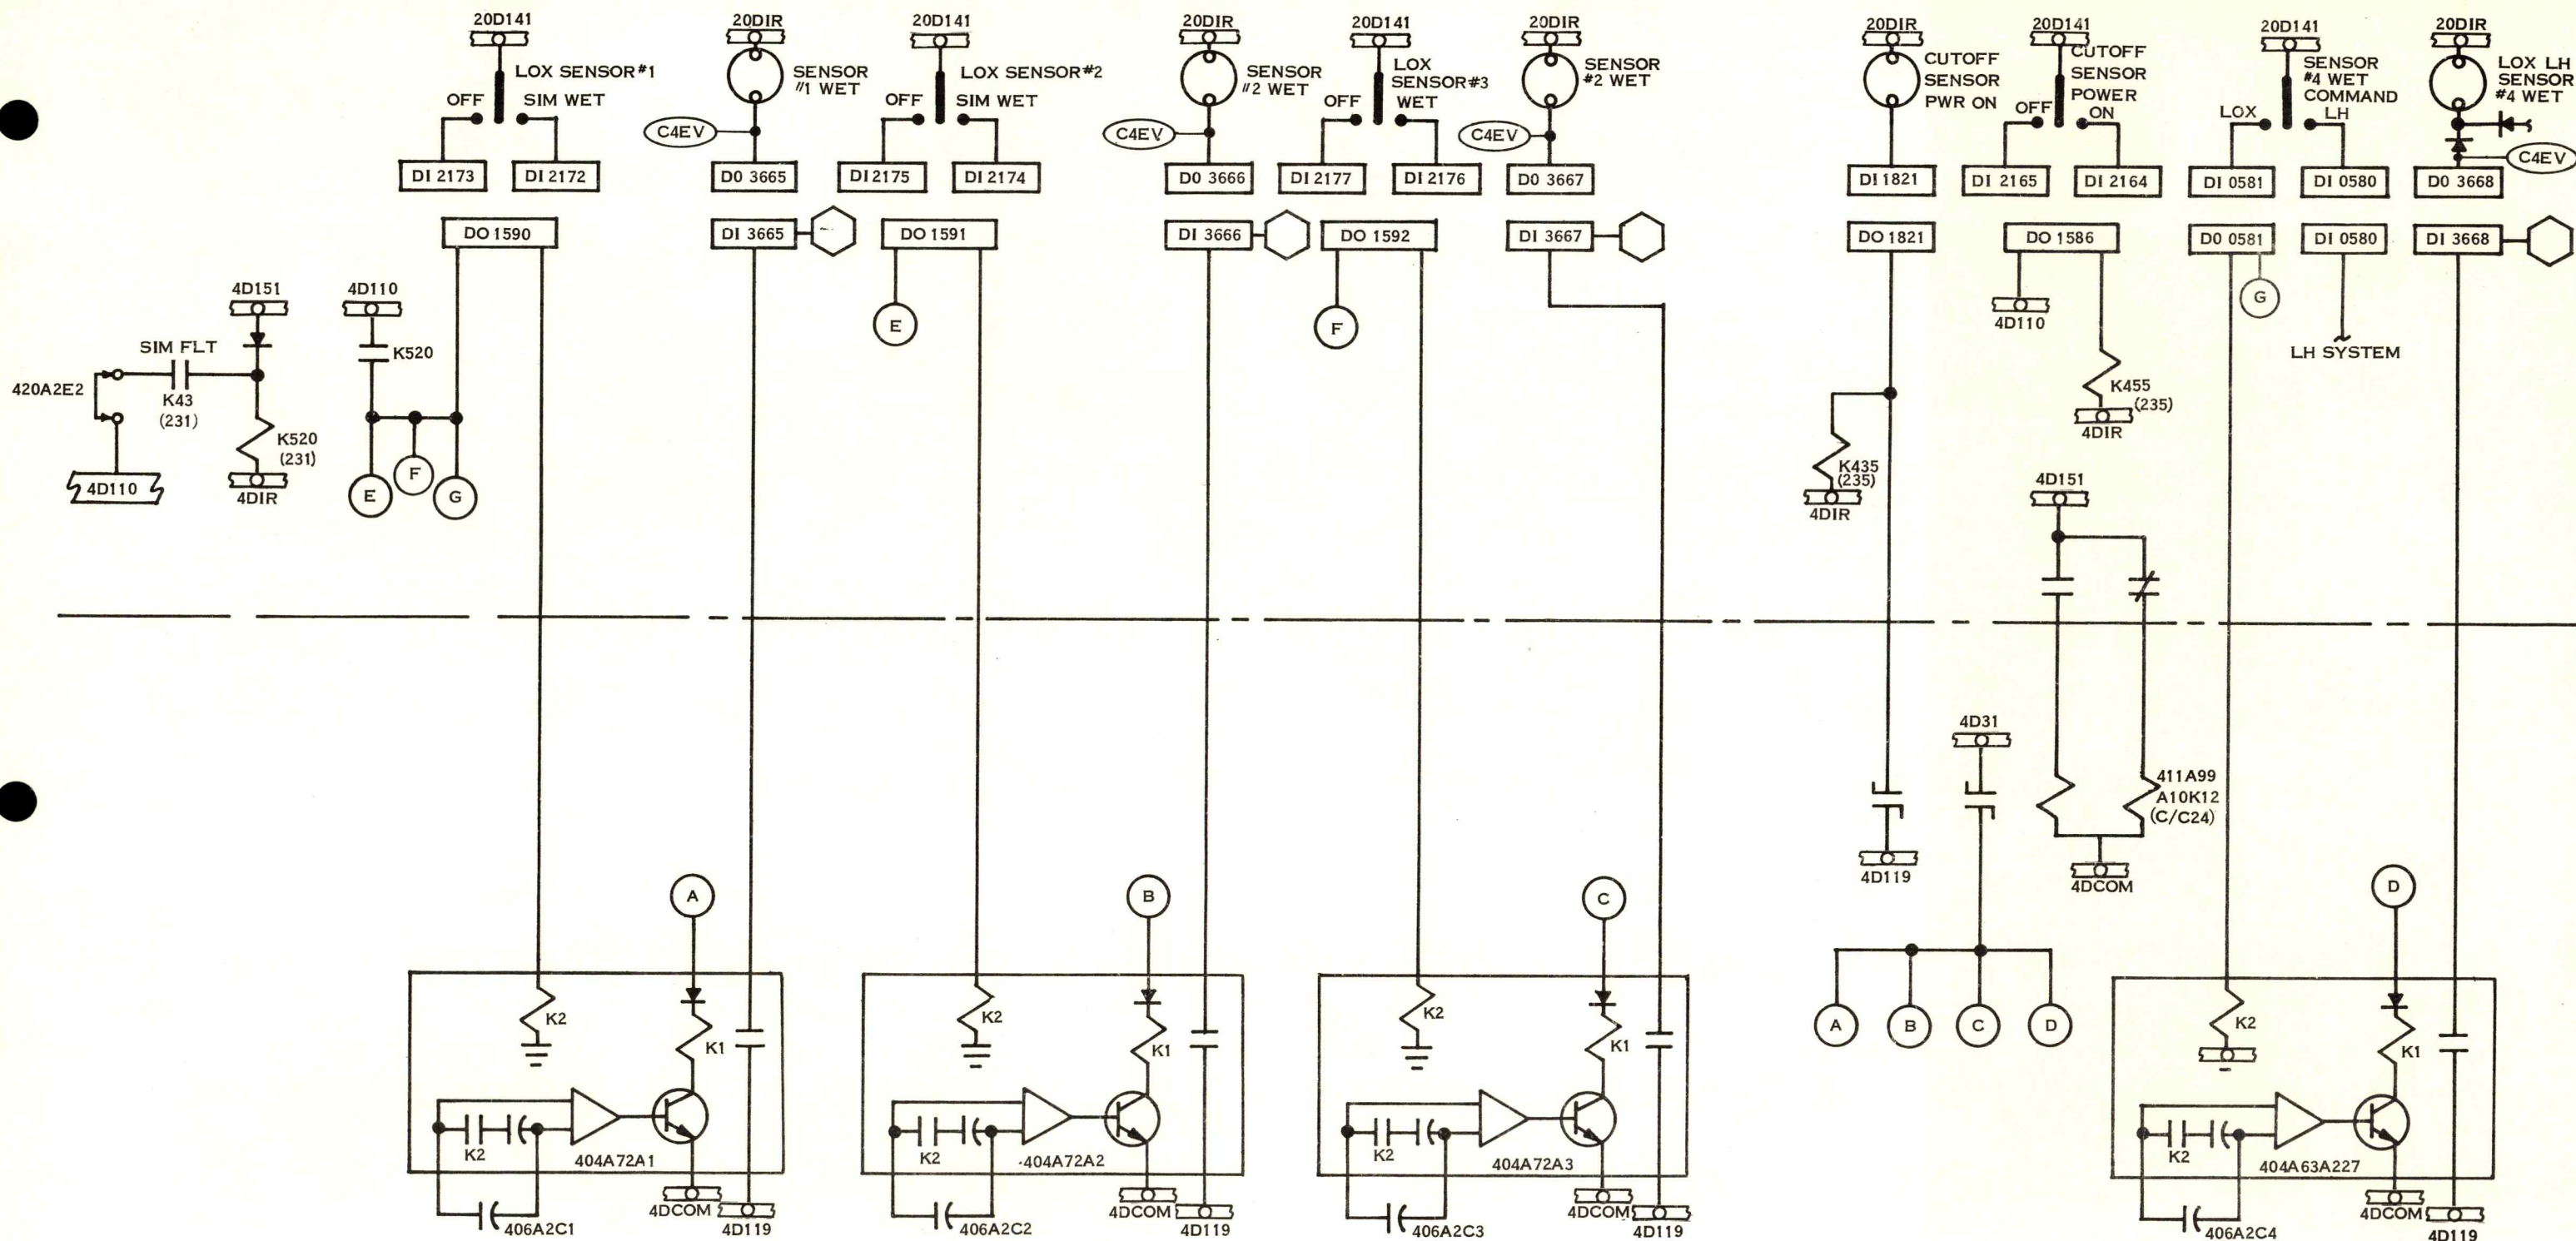 20D141
20DIR
20D141
20DIR
20D141
20DIR
20DIR
20D141
20D141
20DIR
LOX SENSOR #1
OFF SIM WET
SENSOR
#1 WET
LOX SENSOR #2
OFF SIM WET
SENSOR
#2 WET
LOX
SENSOR #3
OFF WET
SENSOR
#2 WET
CUTOFF
SENSOR
PWR ON
CUTOFF
SENSOR
POWER
OFF ON
SENSOR
#4 WET
COMMAND
LOX LH
LOX LH
SENSOR
#4 WET
C4EV
C4EV
C4EV
C4EV
DI 2173
DI 2172
D0 3665
DI 2175
DI 2174
D0 3666
DI 2177
DI 2176
D0 3667
DI 1821
DI 2165
DI 2164
DI 0581
DI 0580
D0 3668
DO 1590
DI 3665
DO 1591
DI 3666
DO 1592
DI 3667
DO 1821
DO 1586
D0 0581
DI 0580
DI 3668
E
F
4D110
G
LH SYSTEM
4D151
4D110
SIM FLT
K520
420A2E2
K43
(231)
K520
(231)
4D110
4DIR
E
F
G
K455
(235)
4DIR
K435
(235)
4DIR
4D151
4D31
411A99
A10K12
(C/C24)
4D119
4DCOM
A
B
C
D
A
B
C
D
K2
K1
K2
404A72A1
4DCOM
4D119
406A2C1
K2
K1
K2
404A72A2
4DCOM
4D119
406A2C2
K2
K1
K2
404A72A3
4DCOM
4D119
406A2C3
K2
K1
K2
404A63A227
4DCOM
4D119
406A2C4